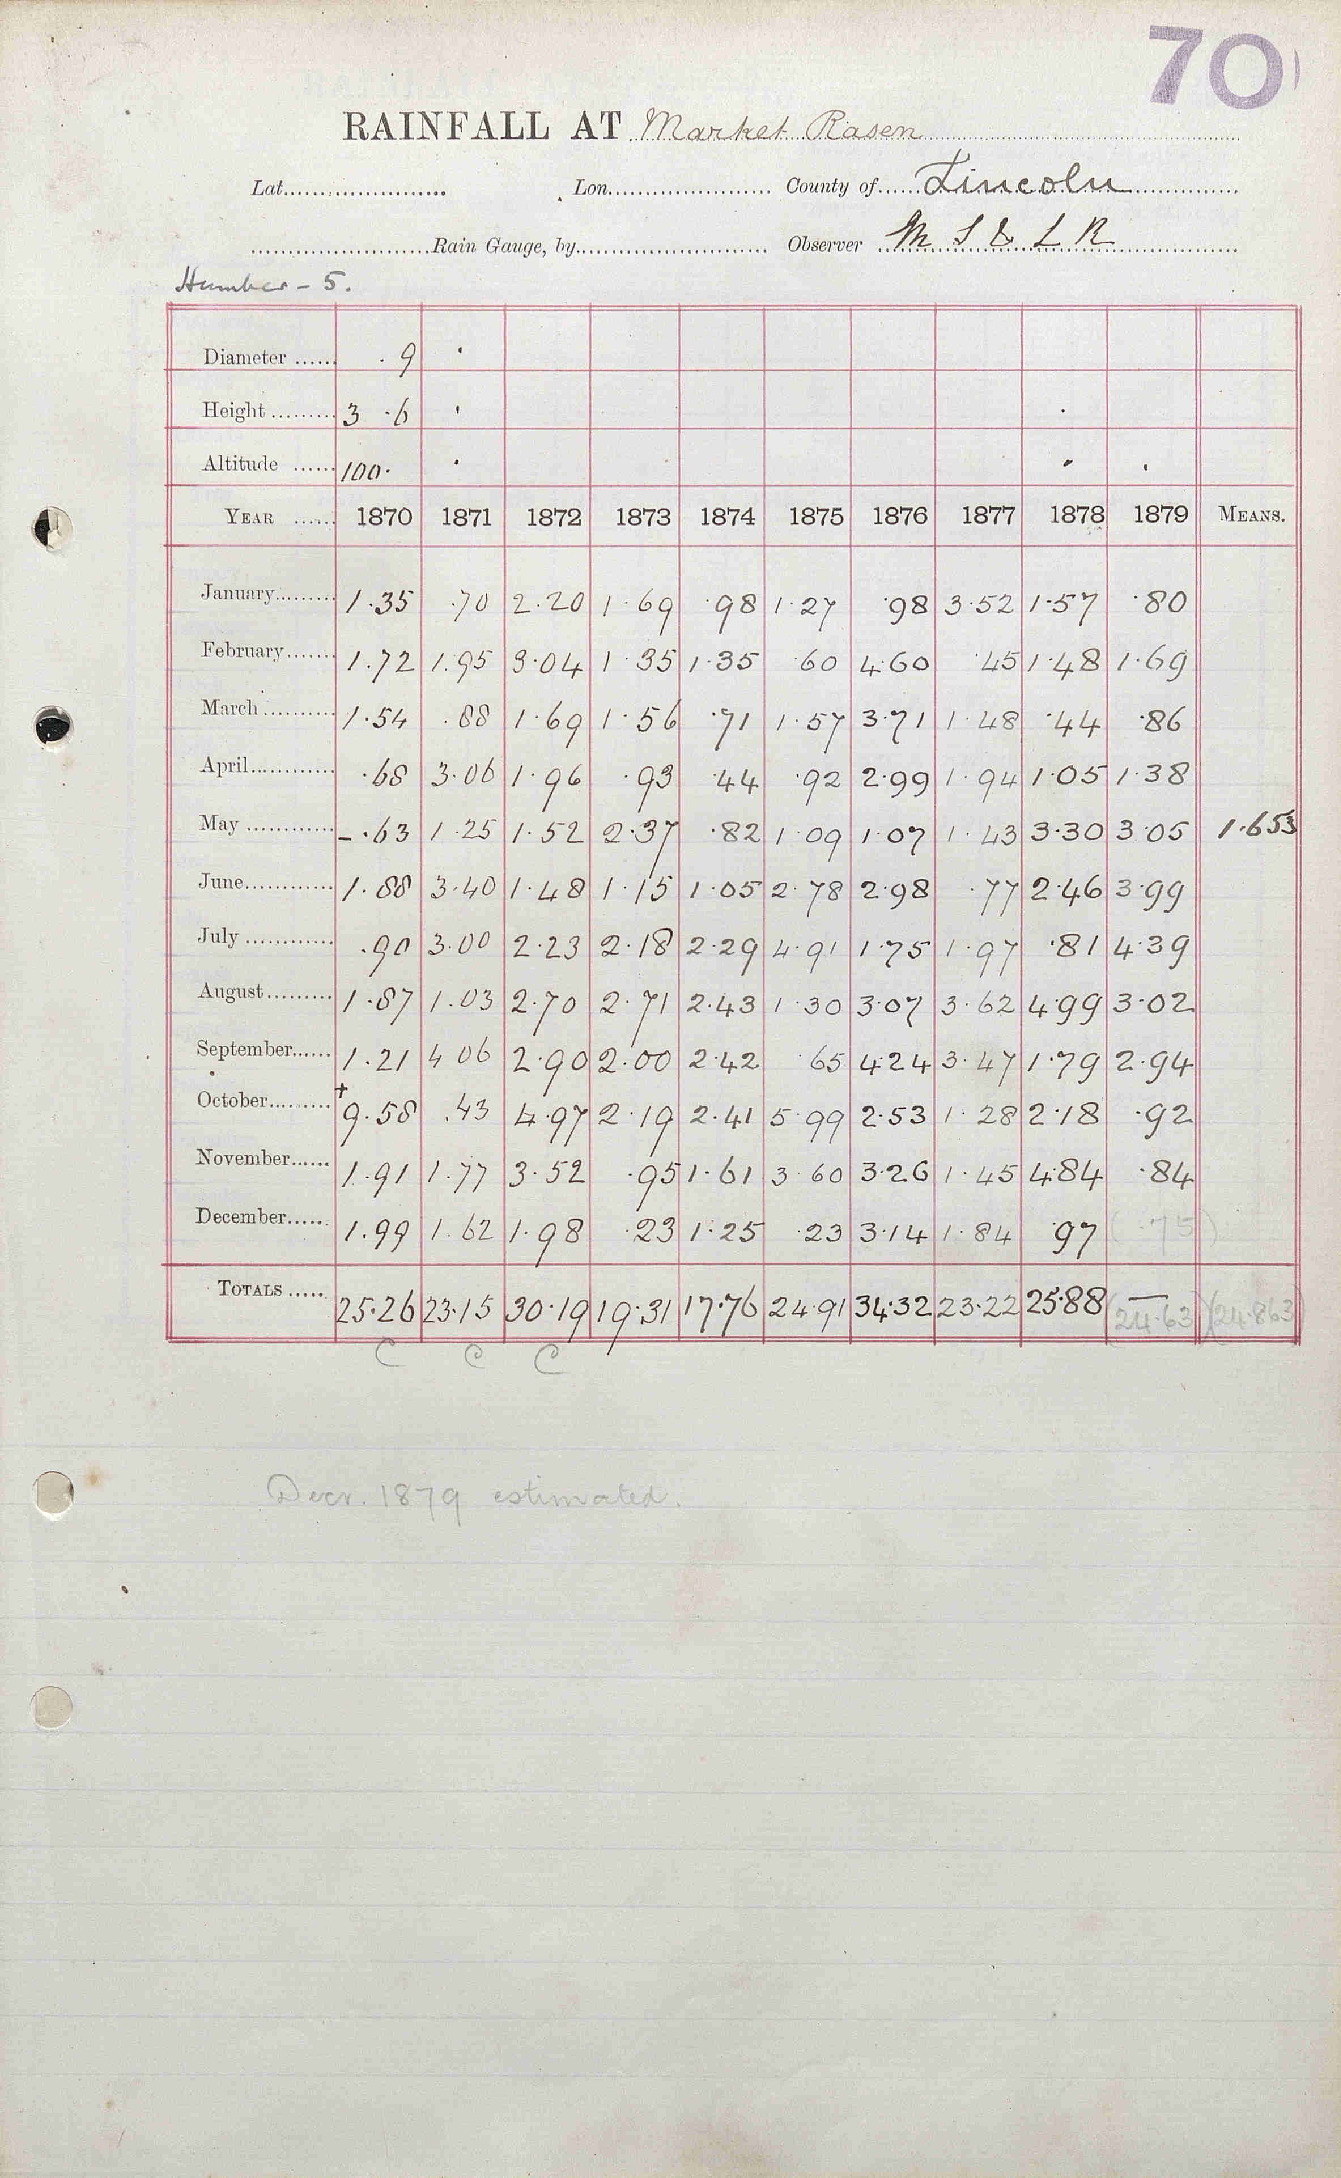 70
RAINFALL AT Market Rasen
Lat. Lon. County of Lincoln
Rain Gauge, by Observer M S & L R
Humber - 5.
Diameter ·9
Height 3 ·6
Altitude 100·
YEAR 1870 1871 1872 1873 1874 1875 1876 1877 1878 1879 MEANS.
January 1·35 ·70 2·20 1·69 ·98 1·27 ·98 3·52 1·57 ·80
February 1·72 1·95 3·04 1·35 1·35 ·60 4·60 ·45 1·48 1·69
March 1·54 ·88 1·69 1·56 ·71 1·57 3·71 1·48 ·44 ·86
April ·68 3·06 1·96 ·93 ·44 ·92 2·99 1·94 1·05 1·38
May -·63 1·25 1·52 2·37 ·82 1·09 1·07 1·43 3·30 3·05 1·653
June 1·88 3·40 1·48 1·15 1·05 2·78 2·98 ·77 2·46 3·99
July ·90 3·00 2·23 2·18 2·29 4·91 1·75 1·97 ·81 4·39
August 1·87 1·03 2·70 2·71 2·43 1·30 3·07 3·62 4·99 3·02
September 1·21 4·06 2·90 2·00 2·42 ·65 4·24 3·47 1·79 2·94
October +9·58 ·43 4·97 2·19 2·41 5·99 2·53 1·28 2·18 ·92
November 1·91 1·77 3·52 ·95 1·61 3·60 3·26 1·45 4·84 ·84
December 1·99 1·62 1·98 ·23 1·25 ·23 3·14 1·84 ·97 (·75)
TOTALS 25·26 23·15 30·19 19·31 17·76 24·91 34·32 23·22 25·88 — (24·63) (24·863)
C C C
Decr. 1879 estimated.